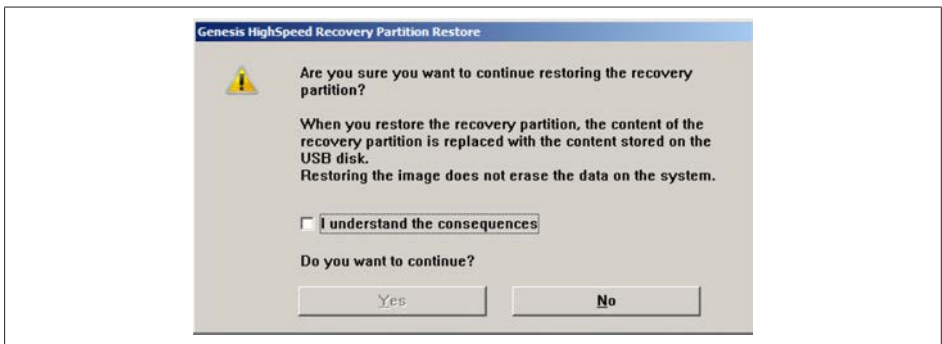 Genesis HighSpeed Recovery Partition Restore
Are you sure you want to continue restoring the recovery
partition?
When you restore the recovery partition, the content of the
recovery partition is replaced with the content stored on the
USB disk.
Restoring the image does not erase the data on the system.
I understand the consequences
Do you want to continue?
Yes No